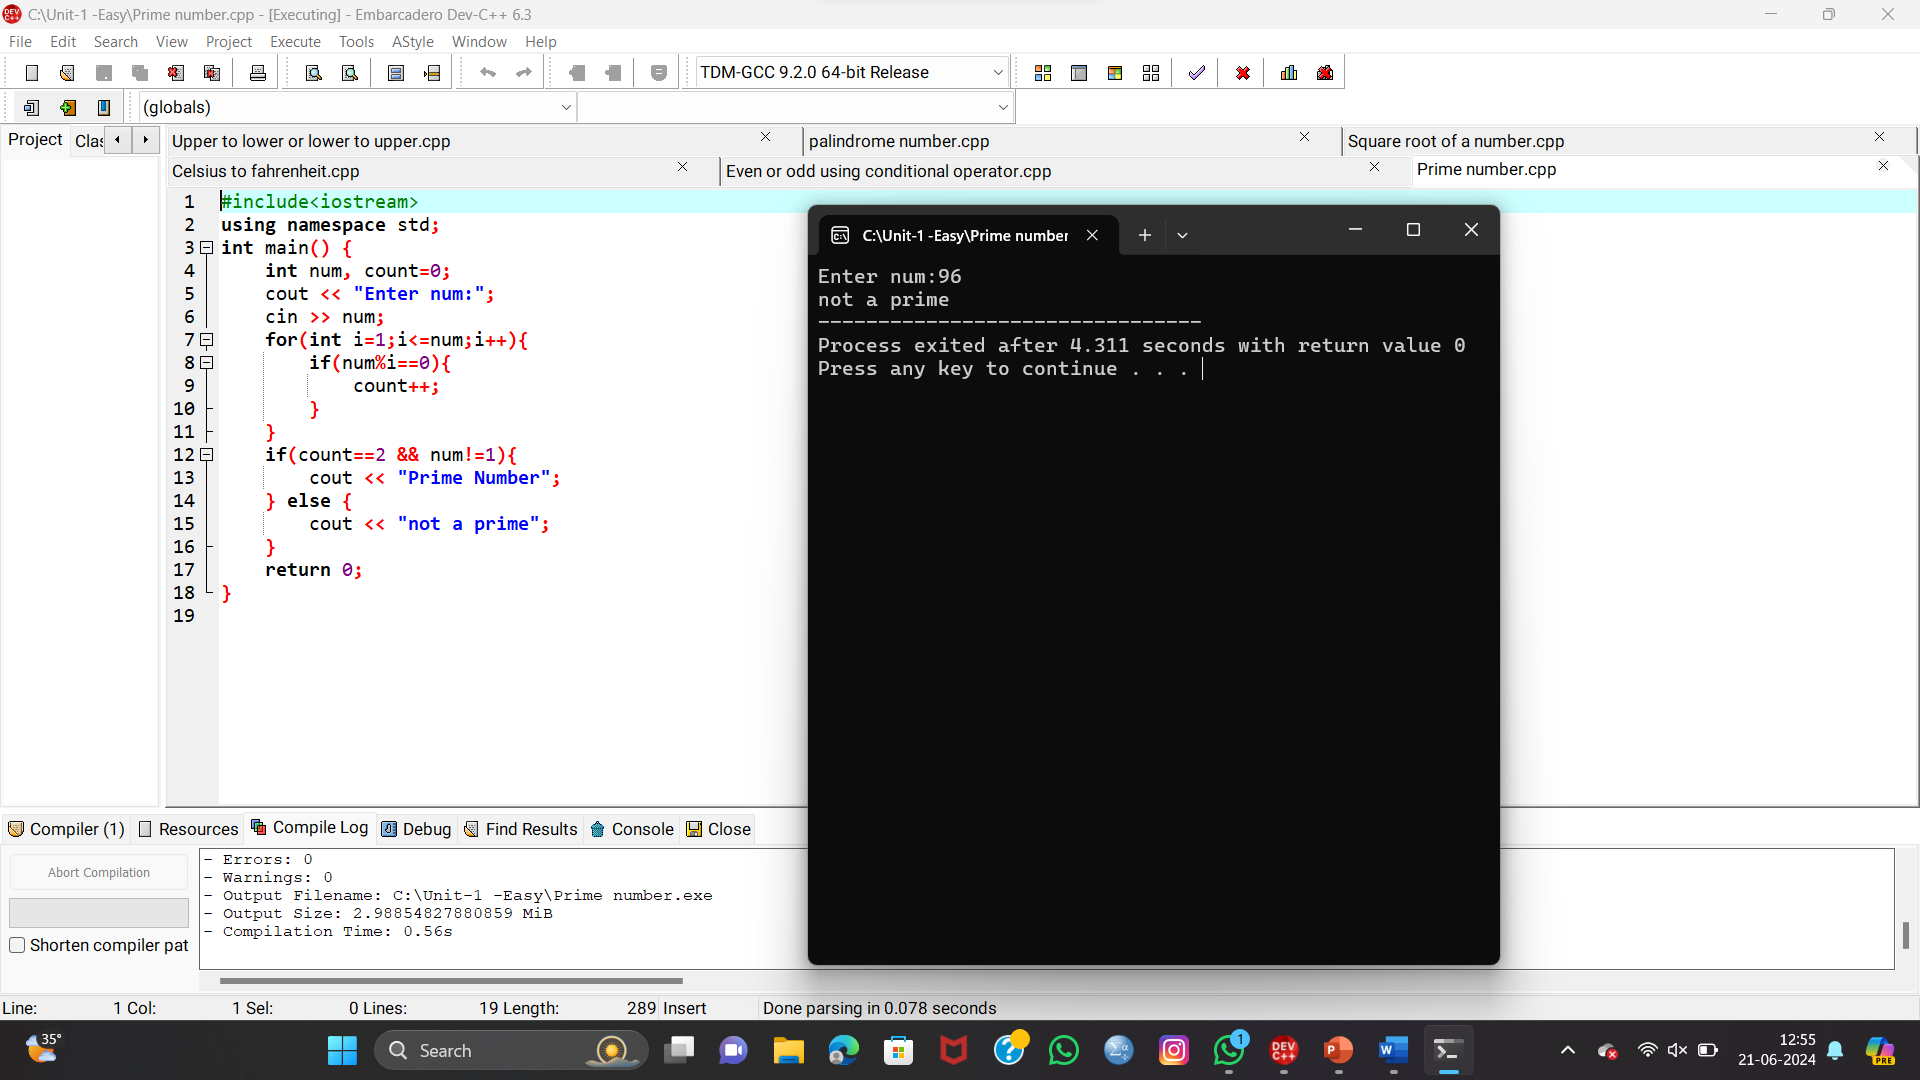 C:\Unit-1 -Easy\Prime number.cpp - [Executing] - Embarcadero Dev-C++ 6.3
File Edit Search View Project Execute Tools AStyle Window Help
TDM-GCC 9.2.0 64-bit Release
(globals)
Project Clas
Upper to lower or lower to upper.cpp palindrome number.cpp Square root of a number.cpp
Celsius to fahrenheit.cpp Even or odd using conditional operator.cpp Prime number.cpp
1 #include<iostream>
2 using namespace std;
3 int main() {
4 int num, count=0;
5 cout << "Enter num:";
6 cin >> num;
7 for(int i=1;i<=num;i++){
8 if(num%i==0){
9 count++;
10 }
11 }
12 if(count==2 && num!=1){
13 cout << "Prime Number";
14 } else {
15 cout << "not a prime";
16 }
17 return 0;
18 }
19
C:\Unit-1 -Easy\Prime number
Enter num:96
not a prime
--------------------------------
Process exited after 4.311 seconds with return value 0
Press any key to continue . . .
Compiler (1) Resources Compile Log Debug Find Results Console Close
Abort Compilation
Shorten compiler pat
- Errors: 0
- Warnings: 0
- Output Filename: C:\Unit-1 -Easy\Prime number.exe
- Output Size: 2.98854827880859 MiB
- Compilation Time: 0.56s
Line: 1 Col: 1 Sel: 0 Lines: 19 Length: 289 Insert Done parsing in 0.078 seconds
35°
Search
1
DEV C++
12:55
21-06-2024
PRE